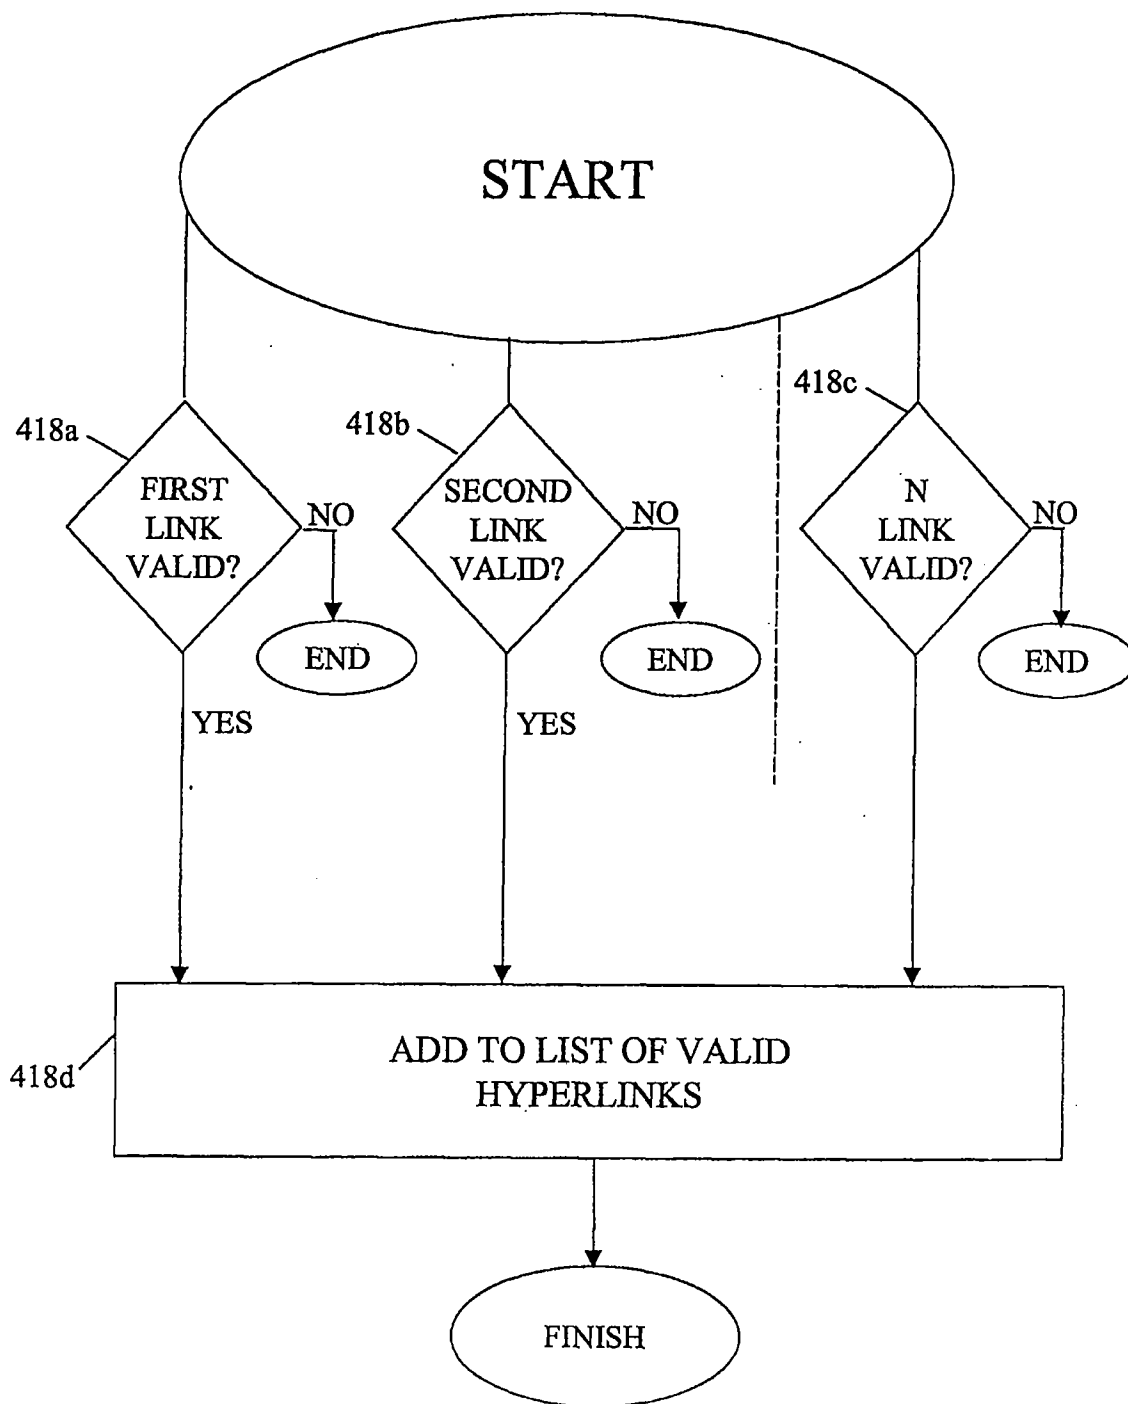 START
418a
418b
418c
FIRST
LINK
VALID?
NO
SECOND
LINK
VALID?
NO
N
LINK
VALID?
NO
END
END
END
YES
YES
418d
ADD TO LIST OF VALID
HYPERLINKS
FINISH